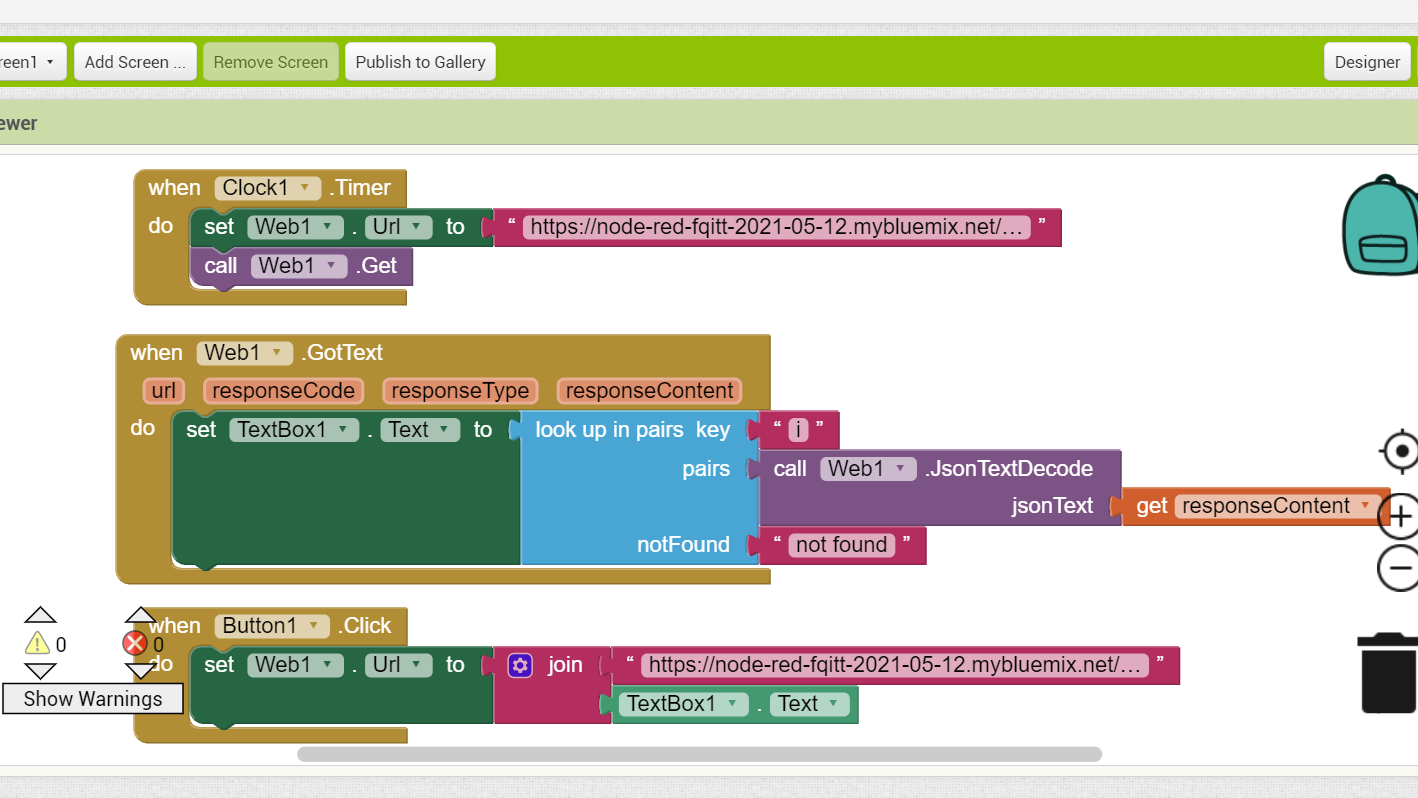 reen1 Add Screen ... Remove Screen Publish to Gallery Designer
ewer
when Clock1 .Timer
do set Web1 . Url to “ https://node-red-fqitt-2021-05-12.mybluemix.net/... ”
call Web1 .Get
when Web1 .GotText
url responseCode responseType responseContent
do set TextBox1 . Text to look up in pairs key “ i ”
pairs call Web1 .JsonTextDecode
jsonText get responseContent
notFound “ not found ”
when Button1 .Click
0 0
do set Web1 . Url to join “ https://node-red-fqitt-2021-05-12.mybluemix.net/... ”
Show Warnings
TextBox1 . Text